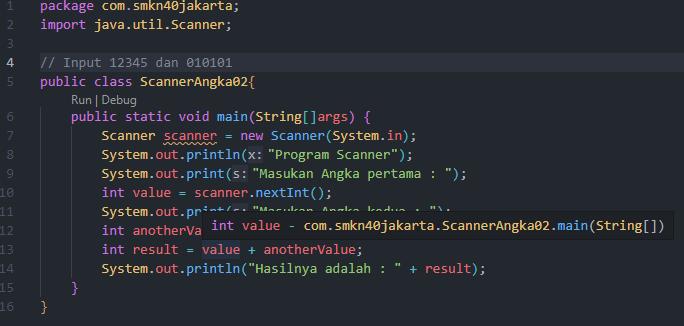 1 package com.smkn40jakarta;
2 import java.util.Scanner;
3
4 // Input 12345 dan 010101
5 public class ScannerAngka02{
Run | Debug
6 public static void main(String[]args) {
7 Scanner scanner = new Scanner(System.in);
8 System.out.println(x: "Program Scanner");
9 System.out.print(s: "Masukan Angka pertama : ");
10 int value = scanner.nextInt();
11 System.out.print(s: "Masukan Angka kedua : ");
12 int anotherVa
int value - com.smkn40jakarta.ScannerAngka02.main(String[])
13 int result = value + anotherValue;
14 System.out.println("Hasilnya adalah : " + result);
15 }
16 }